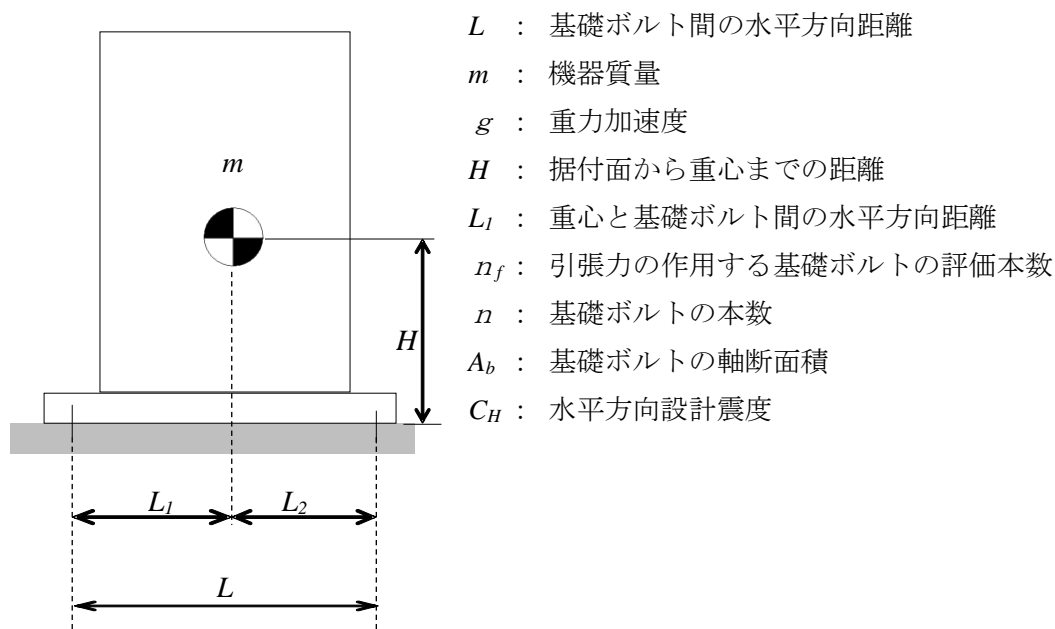 L : 基礎ボルト間の水平方向距離
m : 機器質量
g : 重力加速度
H : 据付面から重心までの距離
L1 : 重心と基礎ボルト間の水平方向距離
nf : 引張力の作用する基礎ボルトの評価本数
n : 基礎ボルトの本数
Ab : 基礎ボルトの軸断面積
CH : 水平方向設計震度
m
H
L1
L2
L